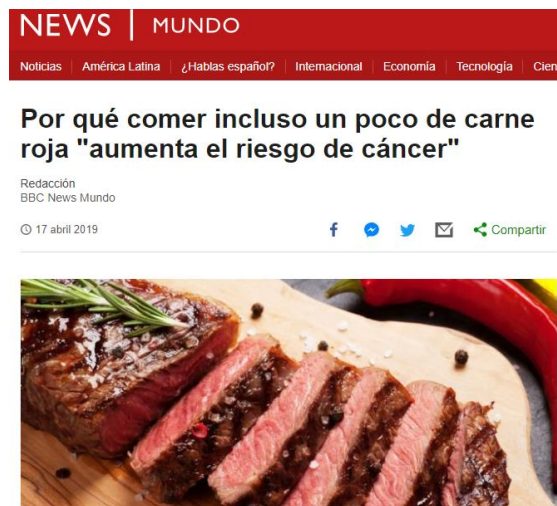 NEWS | MUNDO
Noticias América Latina ¿Hablas español? Internacional Economía Tecnología Cien
Por qué comer incluso un poco de carne
roja "aumenta el riesgo de cáncer"
Redacción
BBC News Mundo
17 abril 2019 Compartir